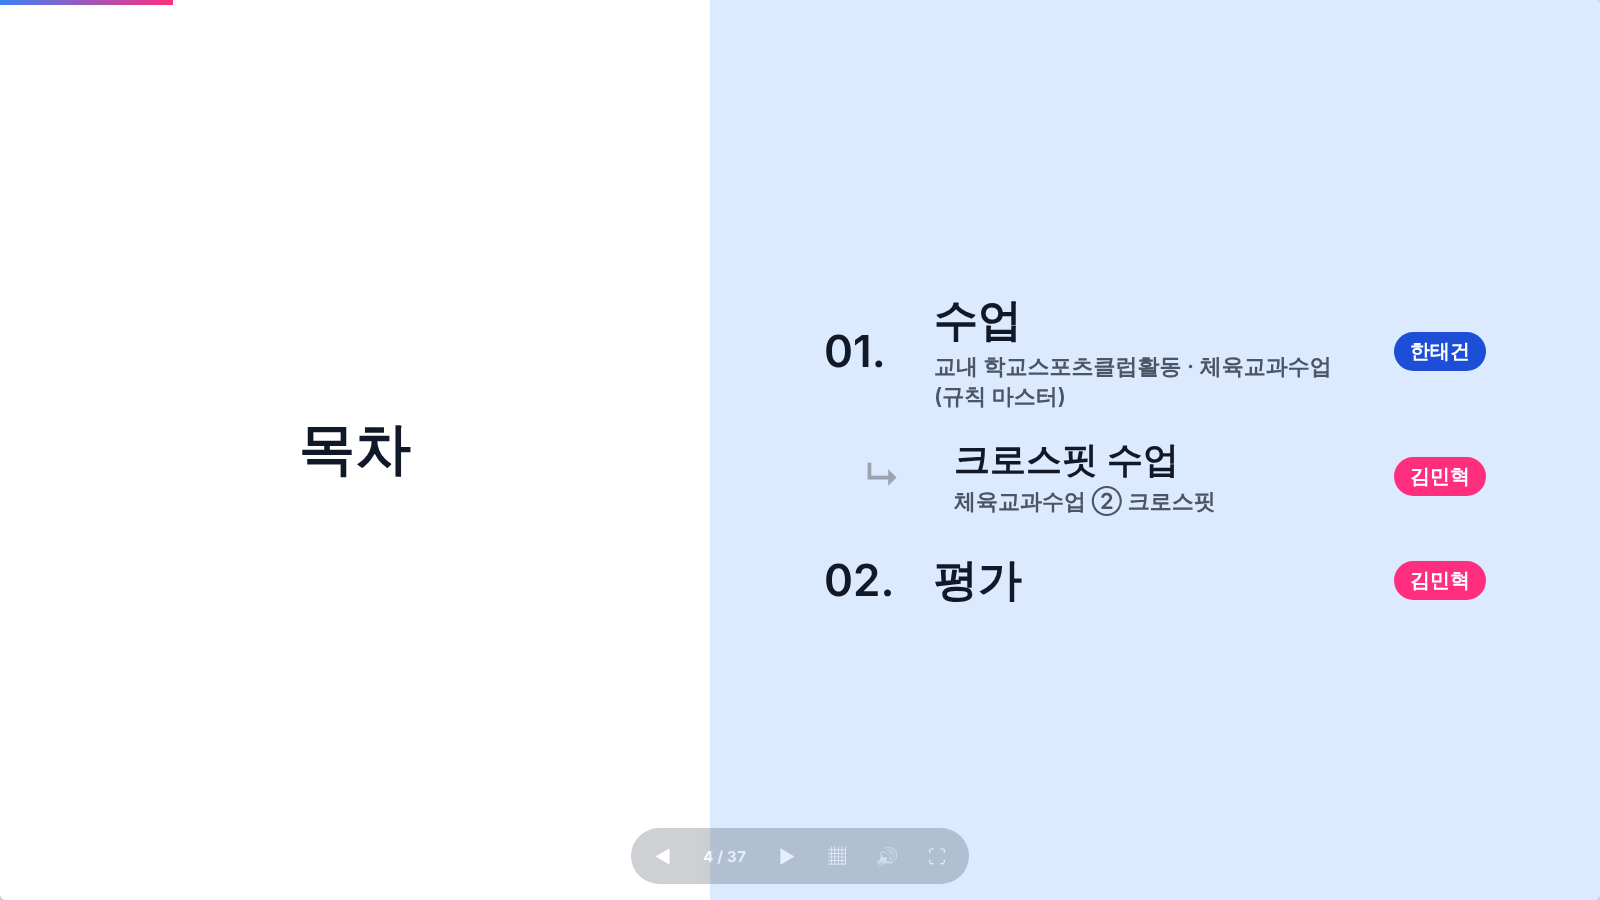 목차
01.
수업
교내 학교스포츠클럽활동 · 체육교과수업
(규칙 마스터)
한태건
크로스핏 수업
체육교과수업 ② 크로스핏
김민혁
02.
평가
김민혁
4 / 37